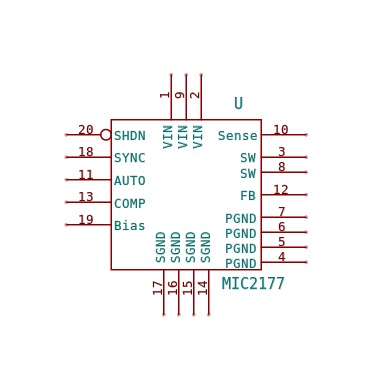 1 9 2
U
VIN VIN VIN
20 SHDN Sense 10
18 SYNC SW 3
SW 8
11 AUTO
13 COMP FB 12
19 Bias PGND 7
PGND 6
PGND 5
PGND 4
SGND SGND SGND SGND
17 16 15 14
MIC2177